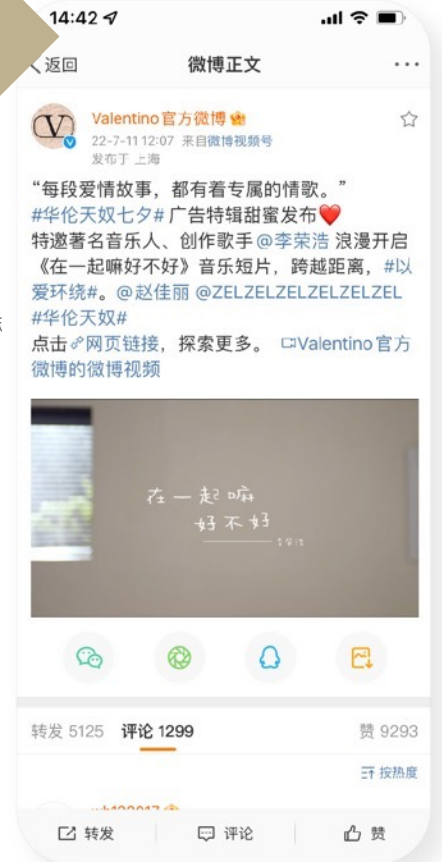 14:42
返回
微博正文
Valentino官方微博
22-7-11 12:07 来自微博视频号
发布于 上海
“每段爱情故事，都有着专属的情歌。”
#华伦天奴七夕# 广告特辑甜蜜发布❤️
特邀著名音乐人、创作歌手@李荣浩 浪漫开启
《在一起嘛好不好》音乐短片，跨越距离，#以
爱环绕#。@赵佳丽 @ZELZELZELZELZELZEL
#华伦天奴#
点击网页链接，探索更多。 Valentino官方
微博的微博视频
在一起嘛
好不好
转发 5125 评论 1299 赞 9293
按热度
转发 评论 赞